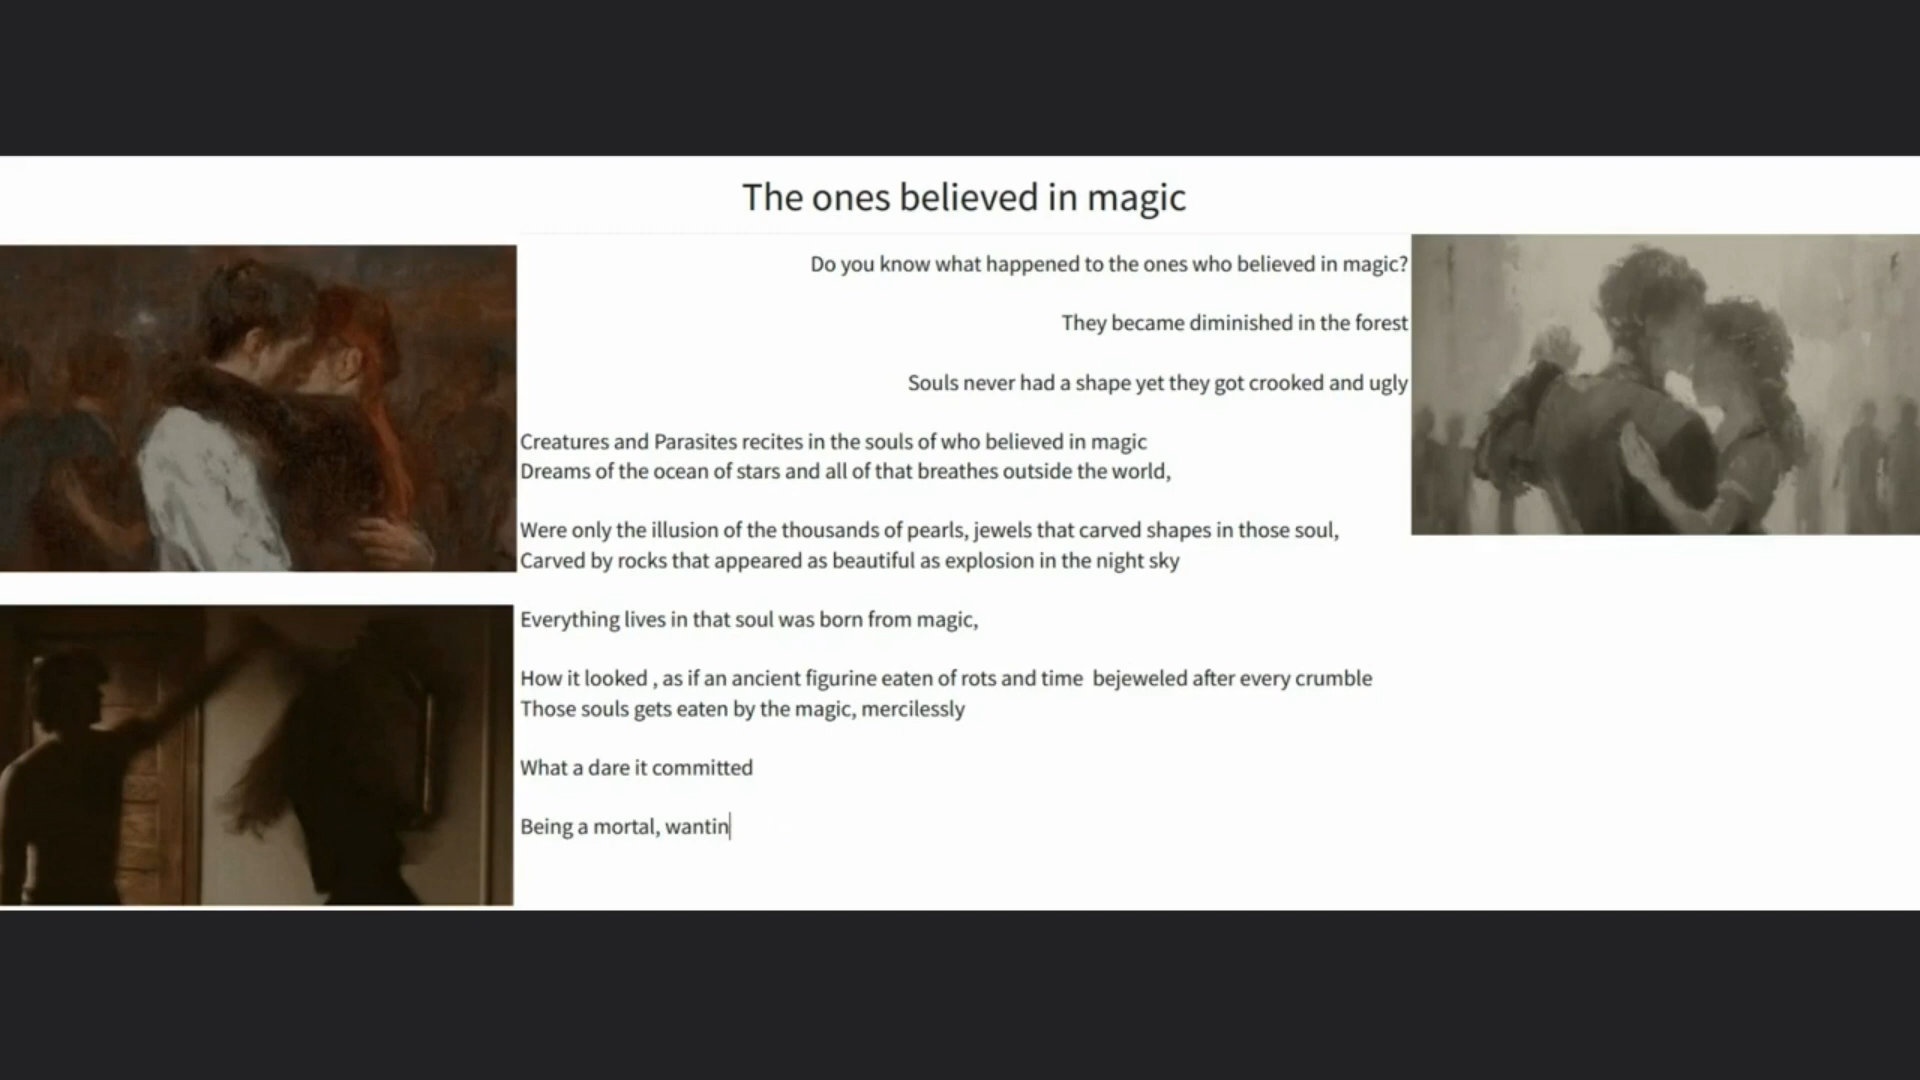 The ones believed in magic
Do you know what happened to the ones who believed in magic?
They became diminished in the forest
Souls never had a shape yet they got crooked and ugly
Creatures and Parasites recites in the souls of who believed in magic
Dreams of the ocean of stars and all of that breathes outside the world,
Were only the illusion of the thousands of pearls, jewels that carved shapes in those soul,
Carved by rocks that appeared as beautiful as explosion in the night sky
Everything lives in that soul was born from magic,
How it looked , as if an ancient figurine eaten of rots and time  bejeweled after every crumble
Those souls gets eaten by the magic, mercilessly
What a dare it committed
Being a mortal, wantin